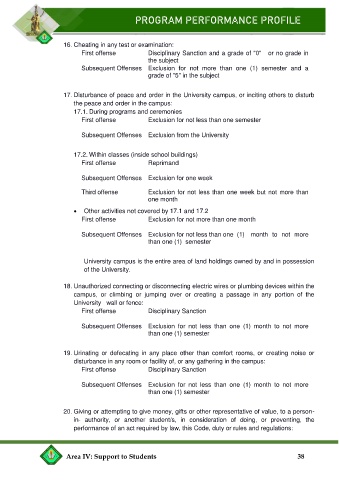 PROGRAM PERFORMANCE PROFILE
16. Cheating in any test or examination:
First offense Disciplinary Sanction and a grade of "0" or no grade in
the subject
Subsequent Offenses Exclusion for not more than one (1) semester and a
grade of "5" in the subject
17. Disturbance of peace and order in the University campus, or inciting others to disturb
the peace and order in the campus:
17.1. During programs and ceremonies
First offense Exclusion for not less than one semester
Subsequent Offenses Exclusion from the University
17.2. Within classes (inside school buildings)
First offense Reprimand
Subsequent Offenses Exclusion for one week
Third offense Exclusion for not less than one week but not more than
one month
• Other activities not covered by 17.1 and 17.2
First offense Exclusion for not more than one month
Subsequent Offenses Exclusion for not less than one (1) month to not more
than one (1) semester
University campus is the entire area of land holdings owned by and in possession
of the University.
18. Unauthorized connecting or disconnecting electric wires or plumbing devices within the
campus, or climbing or jumping over or creating a passage in any portion of the
University wall or fence:
First offense Disciplinary Sanction
Subsequent Offenses Exclusion for not less than one (1) month to not more
than one (1) semester
19. Urinating or defecating in any place other than comfort rooms, or creating noise or
disturbance in any room or facility of, or any gathering in the campus:
First offense Disciplinary Sanction
Subsequent Offenses Exclusion for not less than one (1) month to not more
than one (1) semester
20. Giving or attempting to give money, gifts or other representative of value, to a person-
in- authority, or another student/s, in consideration of doing, or preventing, the
performance of an act required by law, this Code, duty or rules and regulations:
Area IV: Support to Students 38